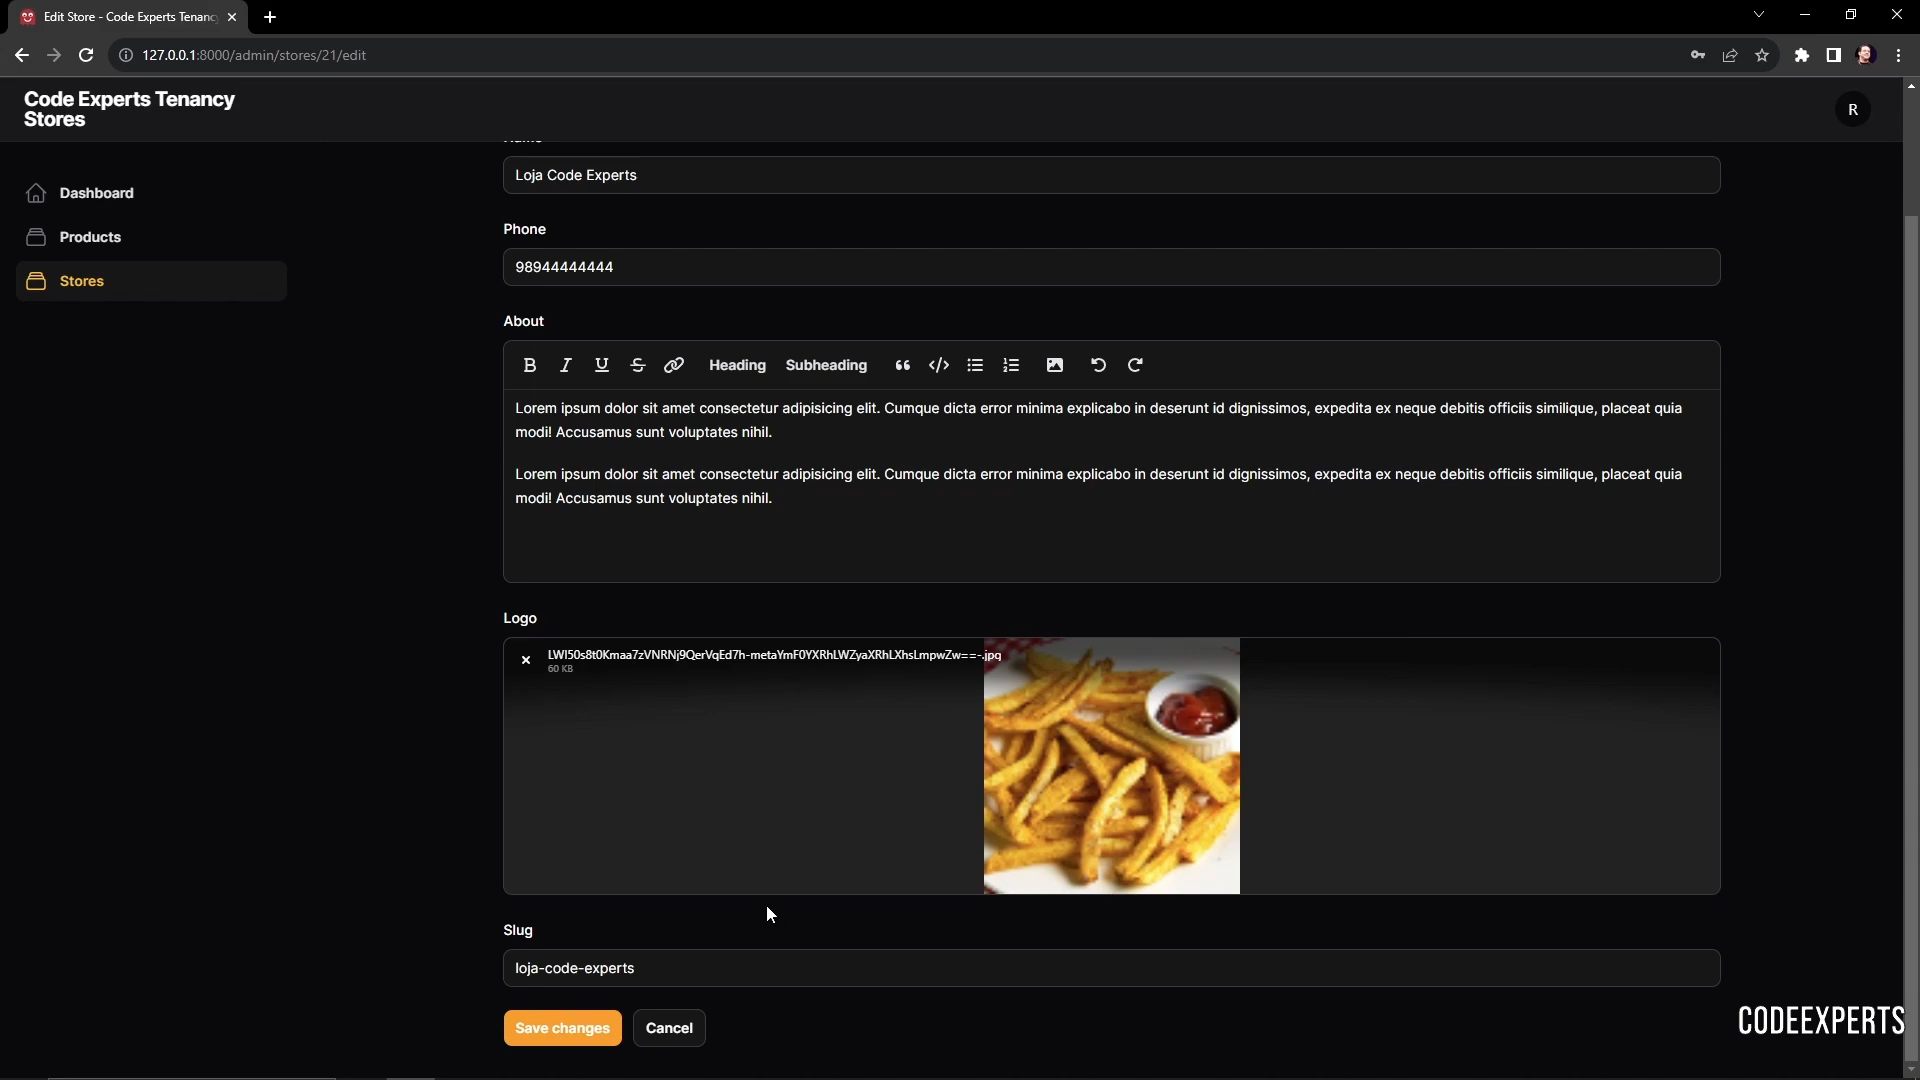 Edit Store - Code Experts Tenanc
127.0.0.1:8000/admin/stores/21/edit
Code Experts Tenancy
Stores
R
Dashboard
Products
Stores
Loja Code Experts
Phone
98944444444
About
Heading
Subheading
Lorem ipsum dolor sit amet consectetur adipisicing elit. Cumque dicta error minima explicabo in deserunt id dignissimos, expedita ex neque debitis officiis similique, placeat quia
modi! Accusamus sunt voluptates nihil.
Lorem ipsum dolor sit amet consectetur adipisicing elit. Cumque dicta error minima explicabo in deserunt id dignissimos, expedita ex neque debitis officiis similique, placeat quia
modi! Accusamus sunt voluptates nihil.
Logo
60 KB
Slug
loja-code-experts
Save changes
Cancel
CODEEXPERTS